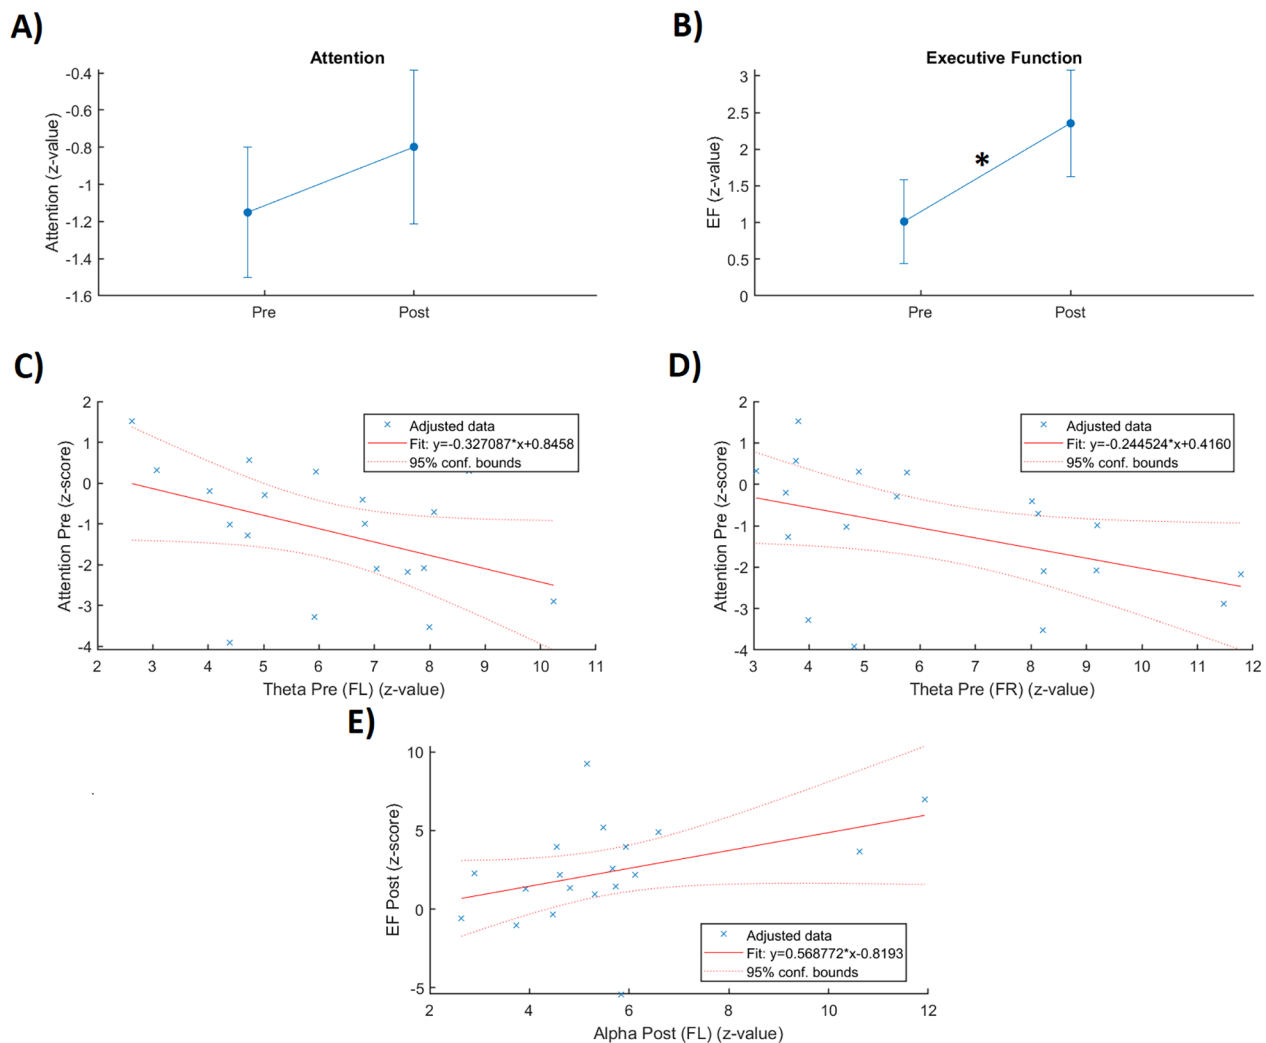 A)
Attention
Attention (z-value)
-0.4
-0.6
-0.8
-1
-1.2
-1.4
-1.6
Pre
Post
B)
Executive Function
EF (z-value)
3
2.5
2
1.5
1
0.5
0
*
Pre
Post
C)
Attention Pre (z-score)
2
1
0
-1
-2
-3
-4
Adjusted data
Fit: y=-0.327087*x+0.8458
95% conf. bounds
2 3 4 5 6 7 8 9 10 11
Theta Pre (FL) (z-value)
D)
Attention Pre (z-score)
2
1
0
-1
-2
-3
-4
Adjusted data
Fit: y=-0.244524*x+0.4160
95% conf. bounds
3 4 5 6 7 8 9 10 11 12
Theta Pre (FR) (z-value)
E)
EF Post (z-score)
10
5
0
-5
Adjusted data
Fit: y=0.568772*x-0.8193
95% conf. bounds
2 4 6 8 10 12
Alpha Post (FL) (z-value)